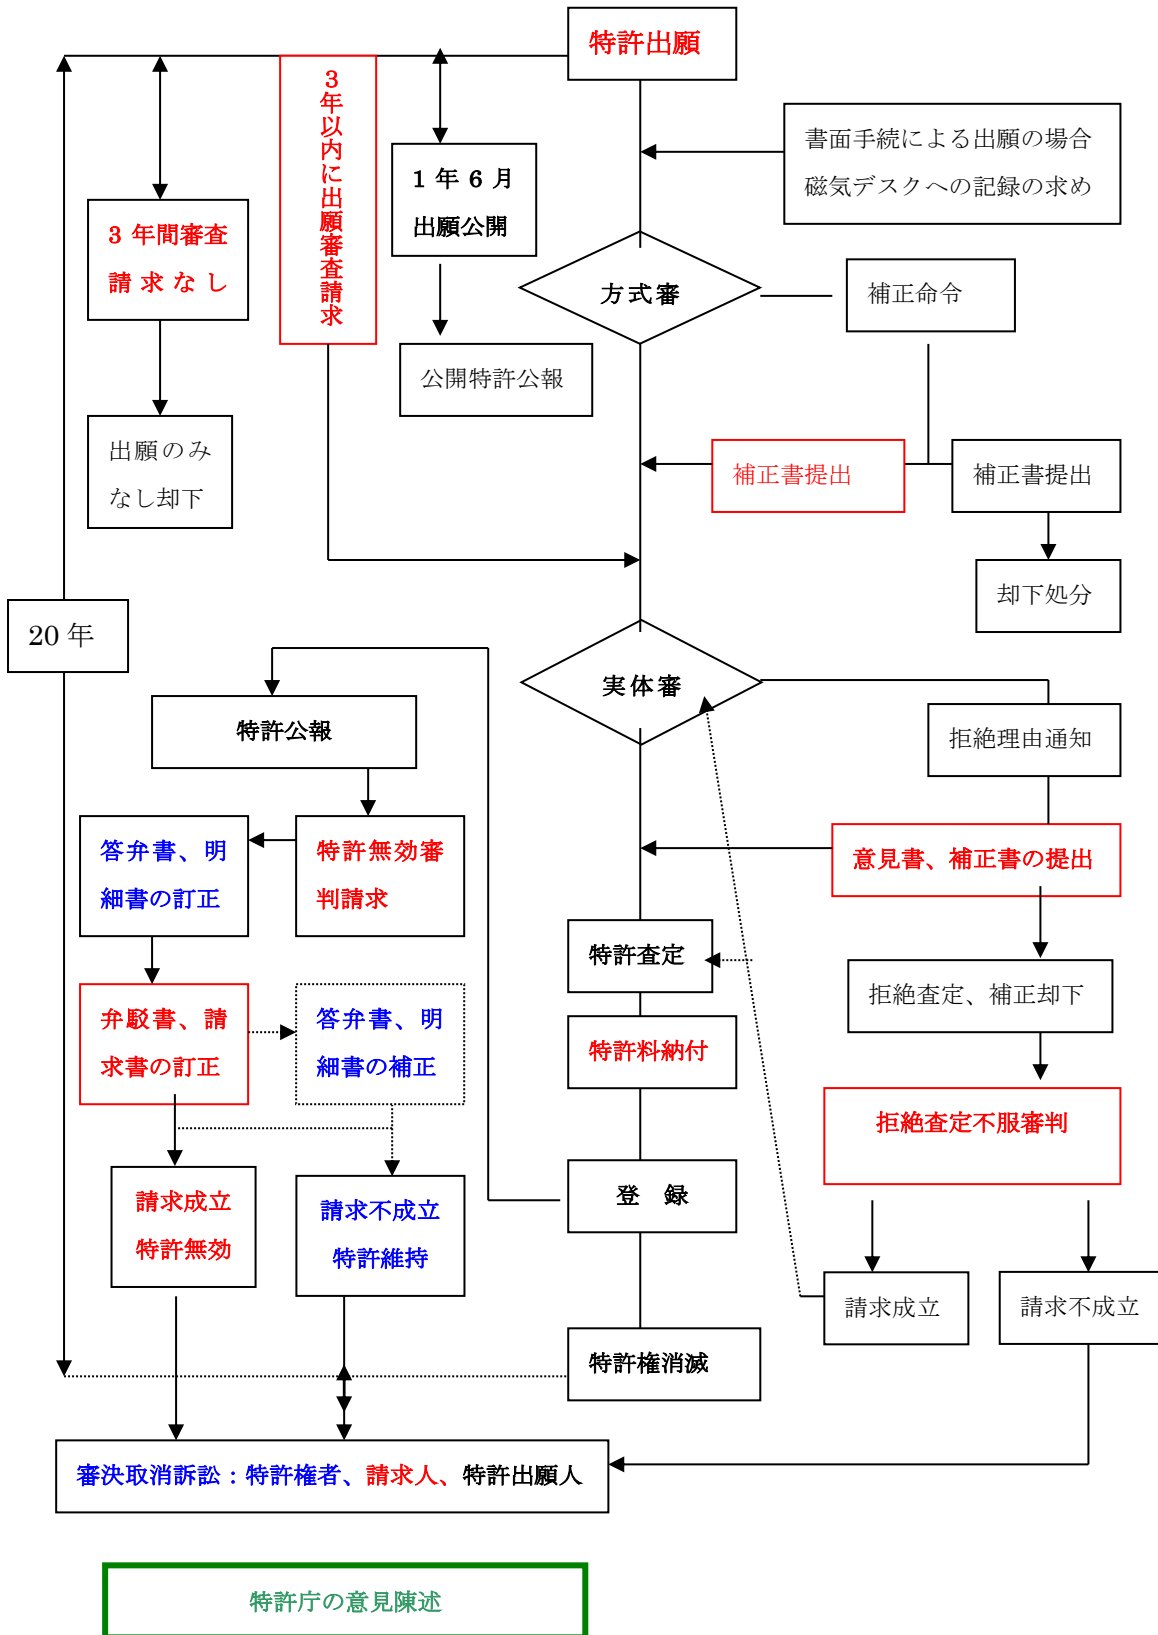 特許出願
3年以内に出願審査請求
書面手続による出願の場合
磁気デスクへの記録の求め
1 年 6 月
出願公開
3 年間審査
請求なし
方式審
補正命令
公開特許公報
出願のみ
なし却下
補正書提出
補正書提出
却下処分
20 年
実体審
特許公報
拒絶理由通知
答弁書、明
細書の訂正
特許無効審
判請求
意見書、補正書の提出
特許査定
拒絶査定、補正却下
弁駁書、請
求書の訂正
答弁書、明
細書の補正
特許料納付
拒絶査定不服審判
請求成立
特許無効
請求不成立
特許維持
登 録
請求成立
請求不成立
特許権消滅
審決取消訴訟：特許権者、請求人、特許出願人
特許庁の意見陳述